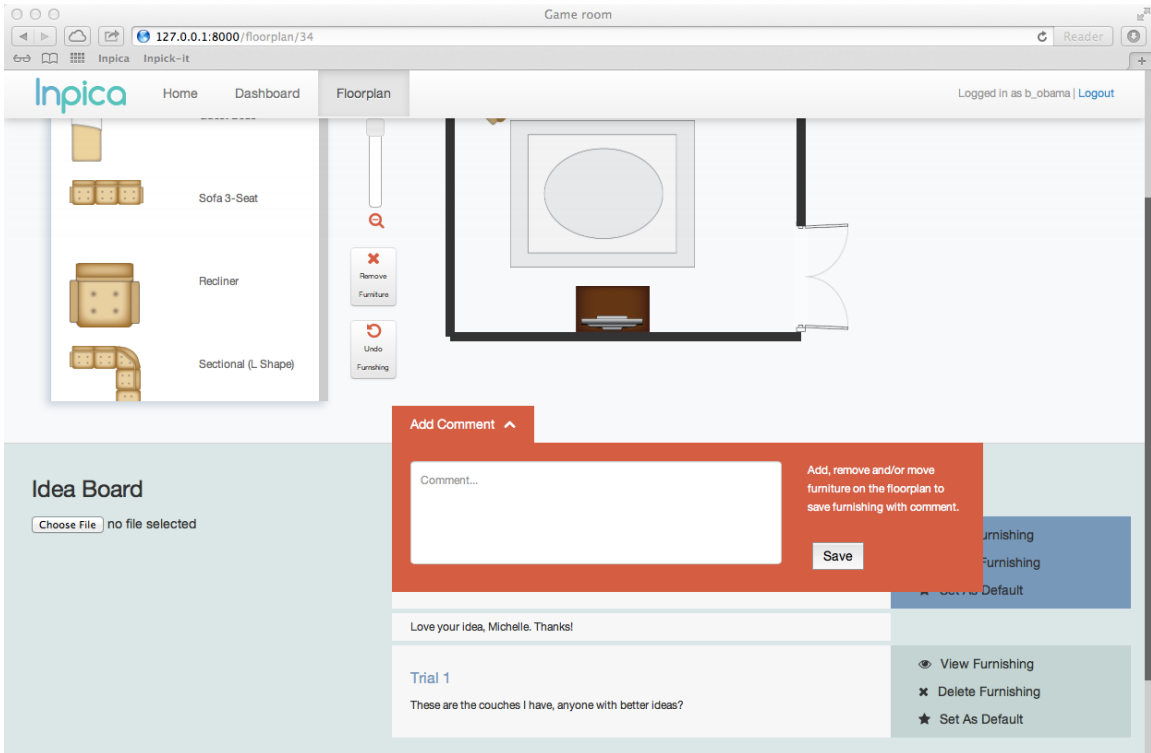 Game room
127.0.0.1:8000/floorplan/34
Reader
Inpica Inpick-it
Inpica
Home
Dashboard
Floorplan
Logged in as b_obama | Logout
Sofa 3-Seat
Recliner
Sectional (L Shape)
Remove
Furniture
Undo
Furnishing
Add Comment
Comment...
Add, remove and/or move
furniture on the floorplan to
save furnishing with comment.
Save
Idea Board
Choose File no file selected
urnishing
Furnishing
Set As Default
Love your idea, Michelle. Thanks!
Trial 1
These are the couches I have, anyone with better ideas?
View Furnishing
Delete Furnishing
Set As Default